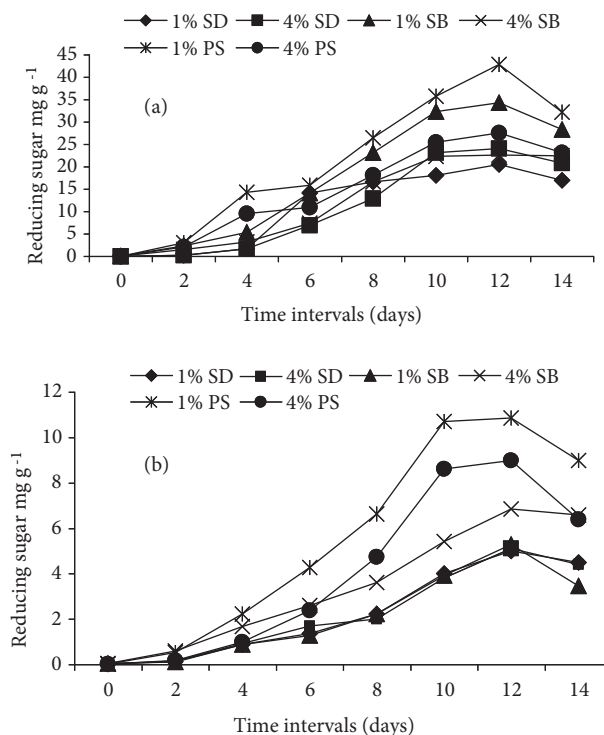 1% SD 4% SD 1% SB 4% SB
1% PS 4% PS
45
40
35
30
25
20
15
10
5
0
(a)
Reducing sugar mg g-1
0 2 4 6 8 10 12 14
Time intervals (days)
1% SD 4% SD 1% SB 4% SB
1% PS 4% PS
12
10
8
6
4
2
0
(b)
Reducing sugar mg g-1
0 2 4 6 8 10 12 14
Time intervals (days)